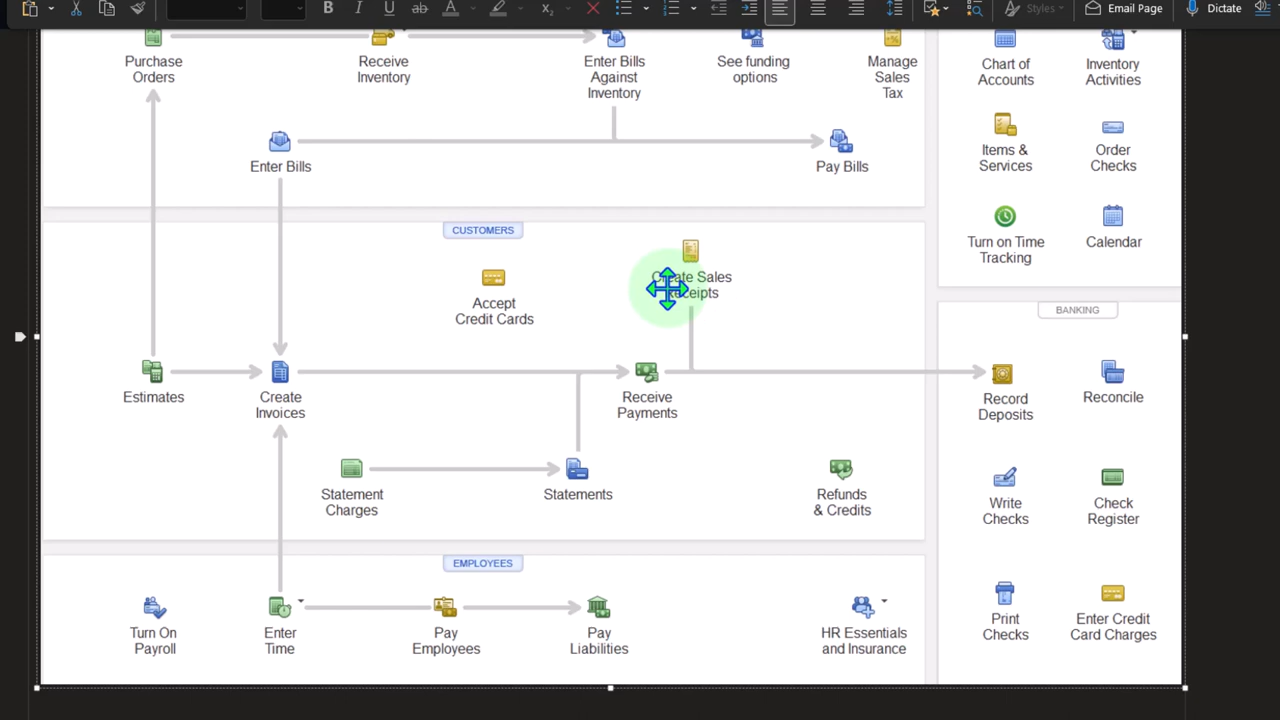 B I U ab A x
Styles
Email Page
Dictate
Purchase
Orders
Receive
Inventory
Enter Bills
Against
Inventory
See funding
options
Manage
Sales
Tax
Chart of
Accounts
Inventory
Activities
Enter Bills
Pay Bills
Items &
Services
Order
Checks
Turn on Time
Tracking
Calendar
CUSTOMERS
Create Sales
Receipts
Accept
Credit Cards
BANKING
Estimates
Create
Invoices
Receive
Payments
Record
Deposits
Reconcile
Statement
Charges
Statements
Refunds
& Credits
Write
Checks
Check
Register
EMPLOYEES
Turn On
Payroll
Enter
Time
Pay
Employees
Pay
Liabilities
HR Essentials
and Insurance
Print
Checks
Enter Credit
Card Charges